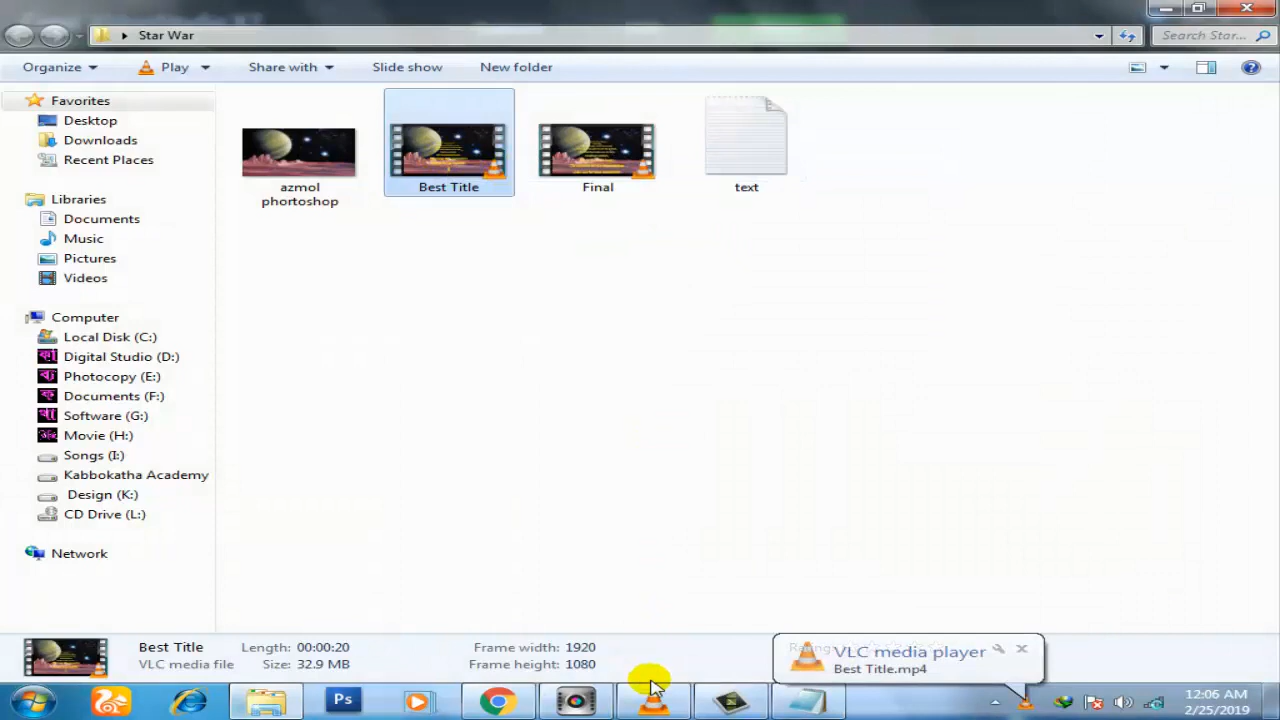 Star War
Search Star...
Organize
Play
Share with
Slide show
New folder
Favorites
Desktop
Downloads
Recent Places
Libraries
Documents
Music
Pictures
Videos
Computer
Local Disk (C:)
Digital Studio (D:)
Photocopy (E:)
Documents (F:)
Software (G:)
Movie (H:)
Songs (I:)
Kabbokatha Academy
Design (K:)
CD Drive (L:)
Network
azmol
phortoshop
Best Title
Final
text
Best Title
Length: 00:00:20
Frame width: 1920
VLC media file
Size: 32.9 MB
Frame height: 1080
VLC media player
Best Title.mp4
Ps
12:06 AM
2/25/2019